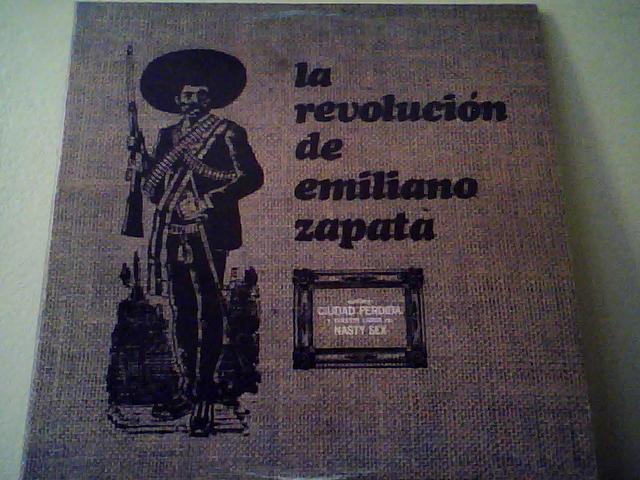 la
revolución
de
emiliano
zapata
CIUDAD PERDIDA
NASTY SEX